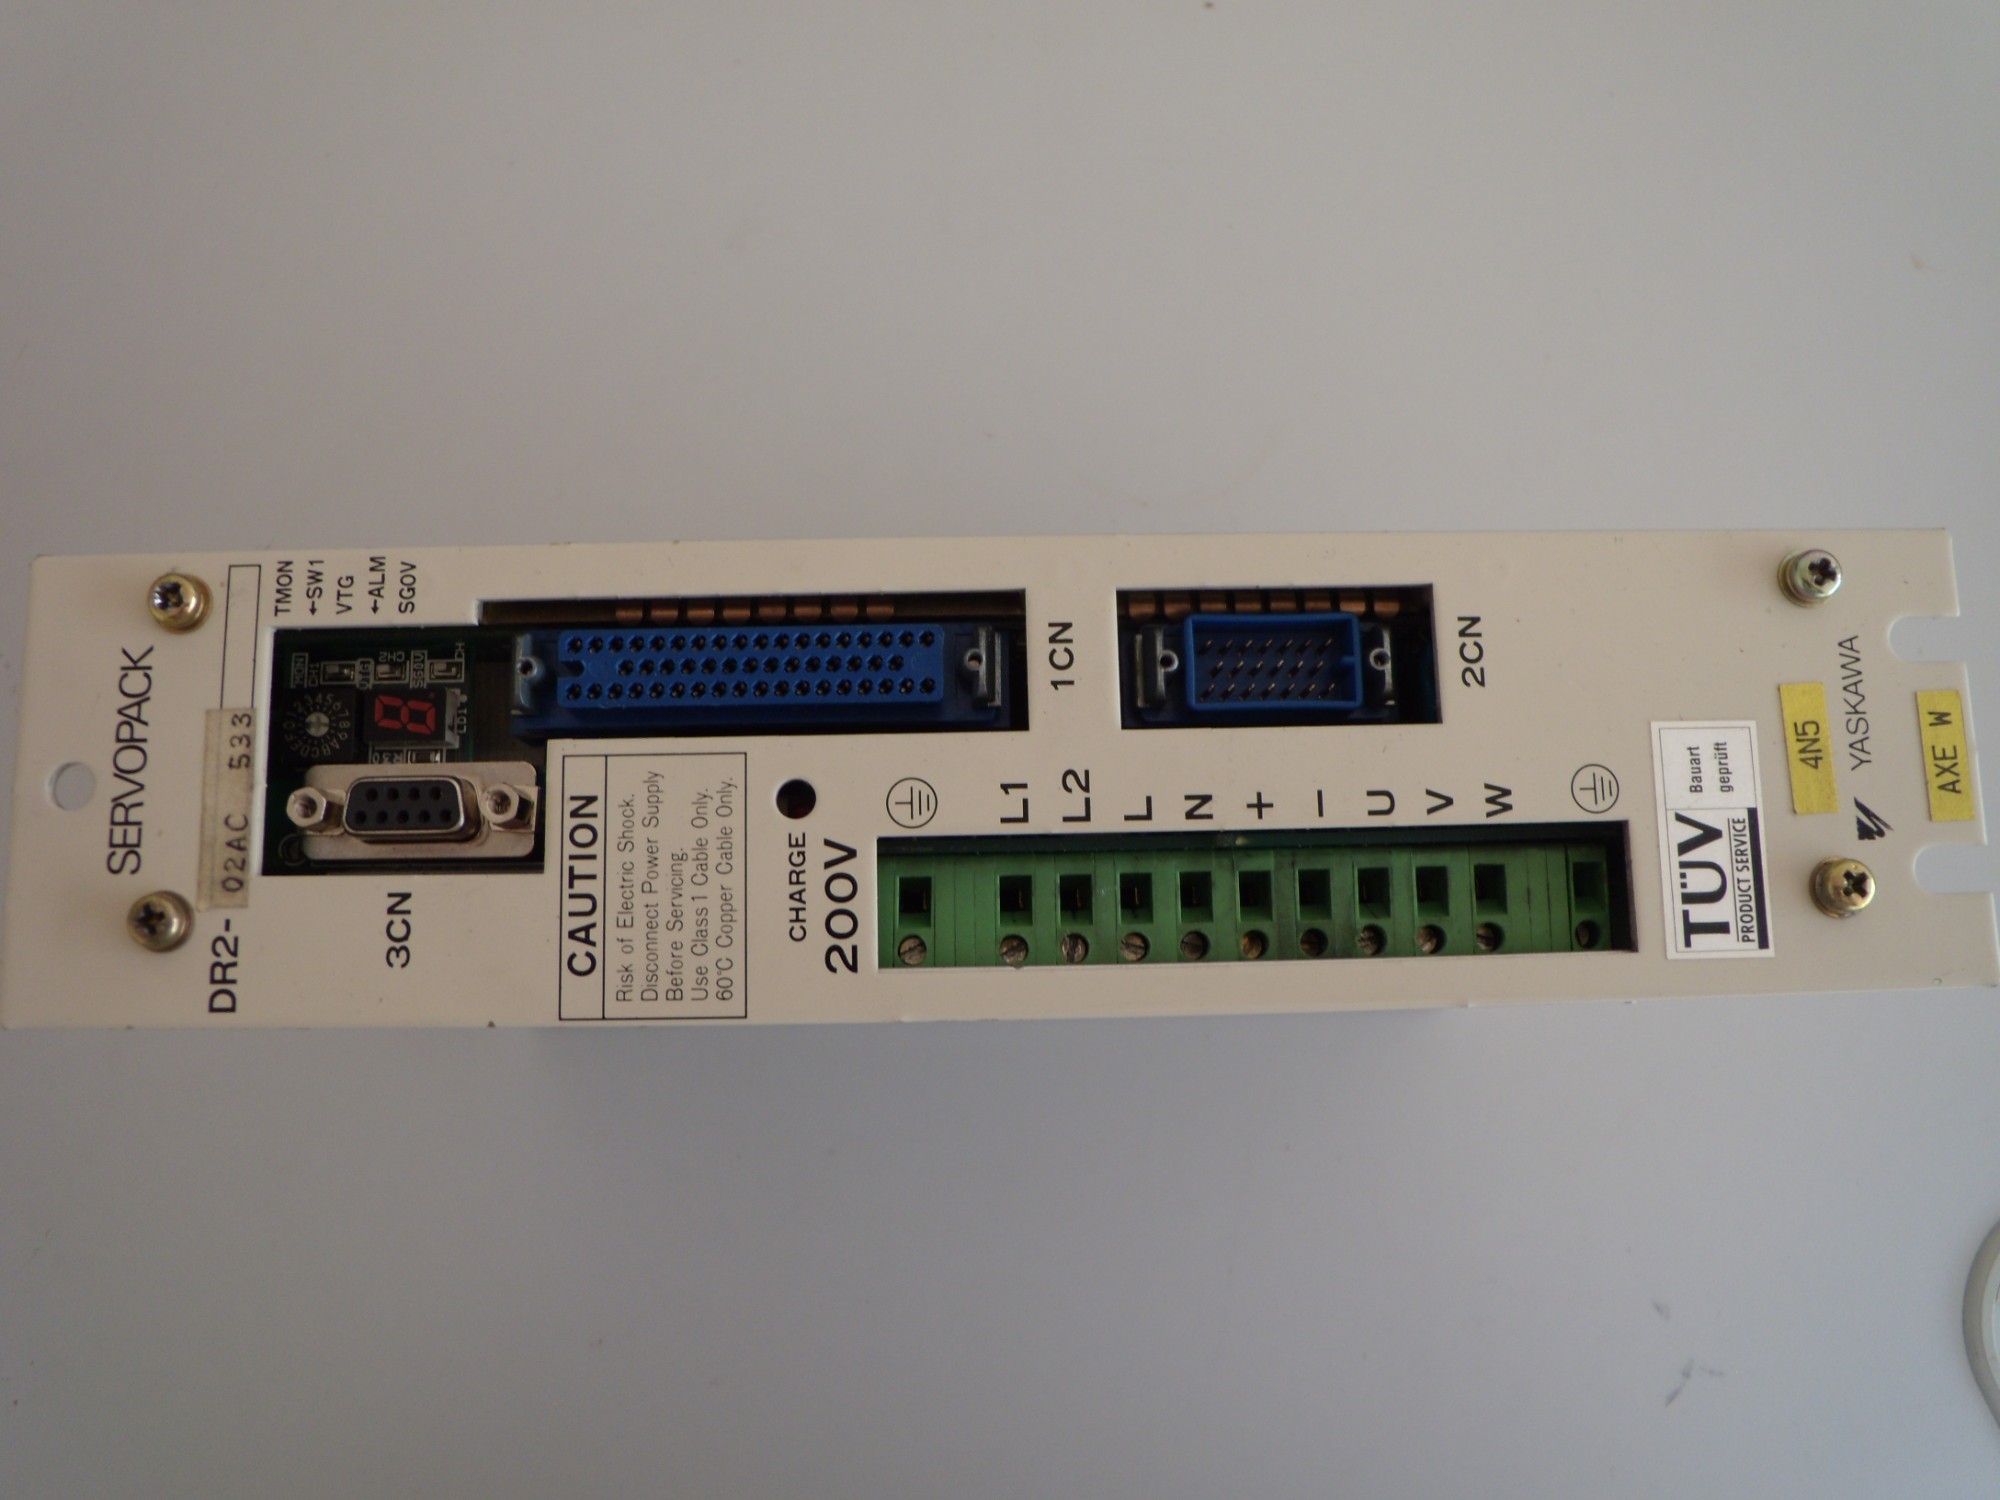 SERVOPACK
DR2-
02AC 533
TMON
←SW1
VTG
←ALM
SGOV
3CN
1CN
2CN
CAUTION
Risk of Electric Shock.
Disconnect Power Supply
Before Servicing.
Use Class1 Cable Only.
60°C Copper Cable Only.
CHARGE
200V
L1
L2
L
N
+
−
U
V
W
TÜV
PRODUCT SERVICE
Bauart
geprüft
4N5
YASKAWA
AXE W